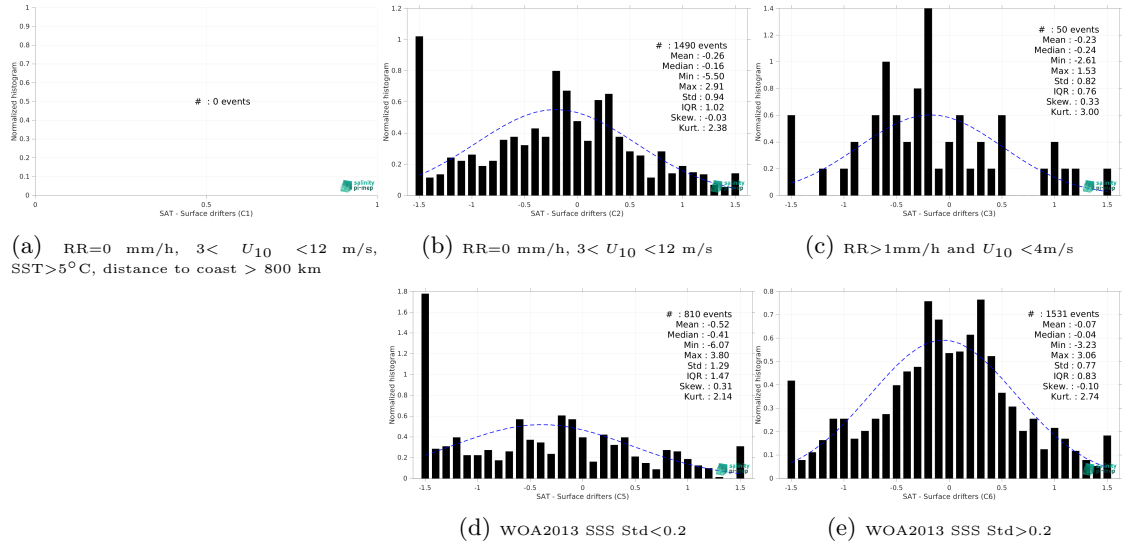 1
0.9
0.8
0.7
0.6
0.5
0.4
0.3
0.2
0.1
0
0 0.5 1
Normalized histogram
# : 0 events
salinity
pi-mep
SAT - Surface drifters (C1)
(a) RR=0 mm/h, 3< U10 <12 m/s,
SST>5°C, distance to coast > 800 km
1.2
1
0.8
0.6
0.4
0.2
0
-1.5 -1 -0.5 0 0.5 1 1.5
Normalized histogram
# : 1490 events
Mean : -0.26
Median : -0.16
Min : -5.50
Max : 2.91
Std : 0.94
IQR : 1.02
Skew. : -0.03
Kurt. : 2.38
salinity
pi-mep
SAT - Surface drifters (C2)
(b) RR=0 mm/h, 3< U10 <12 m/s
1.4
1.2
1
0.8
0.6
0.4
0.2
0
-1.5 -1 -0.5 0 0.5 1 1.5
Normalized histogram
# : 50 events
Mean : -0.23
Median : -0.24
Min : -2.61
Max : 1.53
Std : 0.82
IQR : 0.76
Skew. : 0.33
Kurt. : 3.00
salinity
pi-mep
SAT - Surface drifters (C3)
(c) RR>1mm/h and U10 <4m/s
1.8
1.6
1.4
1.2
1
0.8
0.6
0.4
0.2
0
-1.5 -1 -0.5 0 0.5 1 1.5
Normalized histogram
# : 810 events
Mean : -0.52
Median : -0.41
Min : -6.07
Max : 3.80
Std : 1.29
IQR : 1.47
Skew. : 0.31
Kurt. : 2.14
salinity
pi-mep
SAT - Surface drifters (C5)
(d) WOA2013 SSS Std<0.2
0.8
0.7
0.6
0.5
0.4
0.3
0.2
0.1
0
-1.5 -1 -0.5 0 0.5 1 1.5
Normalized histogram
# : 1531 events
Mean : -0.07
Median : -0.04
Min : -3.23
Max : 3.06
Std : 0.77
IQR : 0.83
Skew. : -0.10
Kurt. : 2.74
salinity
pi-mep
SAT - Surface drifters (C6)
(e) WOA2013 SSS Std>0.2